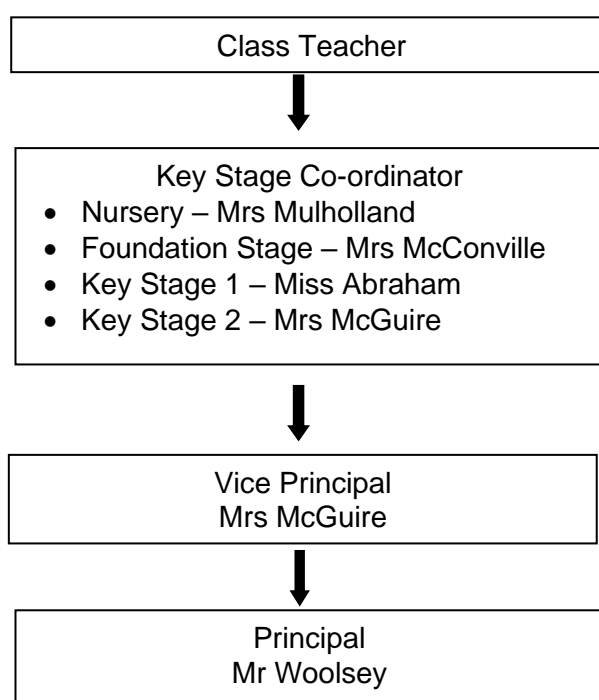 Class Teacher
Key Stage Co-ordinator
• Nursery – Mrs Mulholland
• Foundation Stage – Mrs McConville
• Key Stage 1 – Miss Abraham
• Key Stage 2 – Mrs McGuire
Vice Principal
Mrs McGuire
Principal
Mr Woolsey